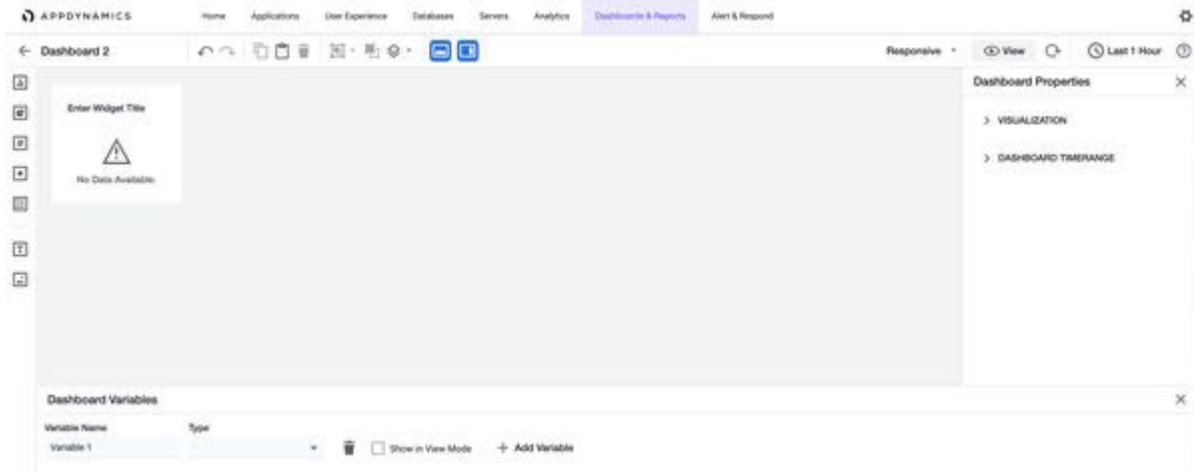 APPDYNAMICS Home Applications User Experience Databases Servers Analytics Dashboards & Reports Alert & Respond
Dashboard 2 Responsive View Last 1 Hour
Dashboard Properties
Enter Widget Title
> VISUALIZATION
> DASHBOARD TIMERANGE
No Data Available.
Dashboard Variables
Variable Name Type
Variable 1 Show in View Mode + Add Variable